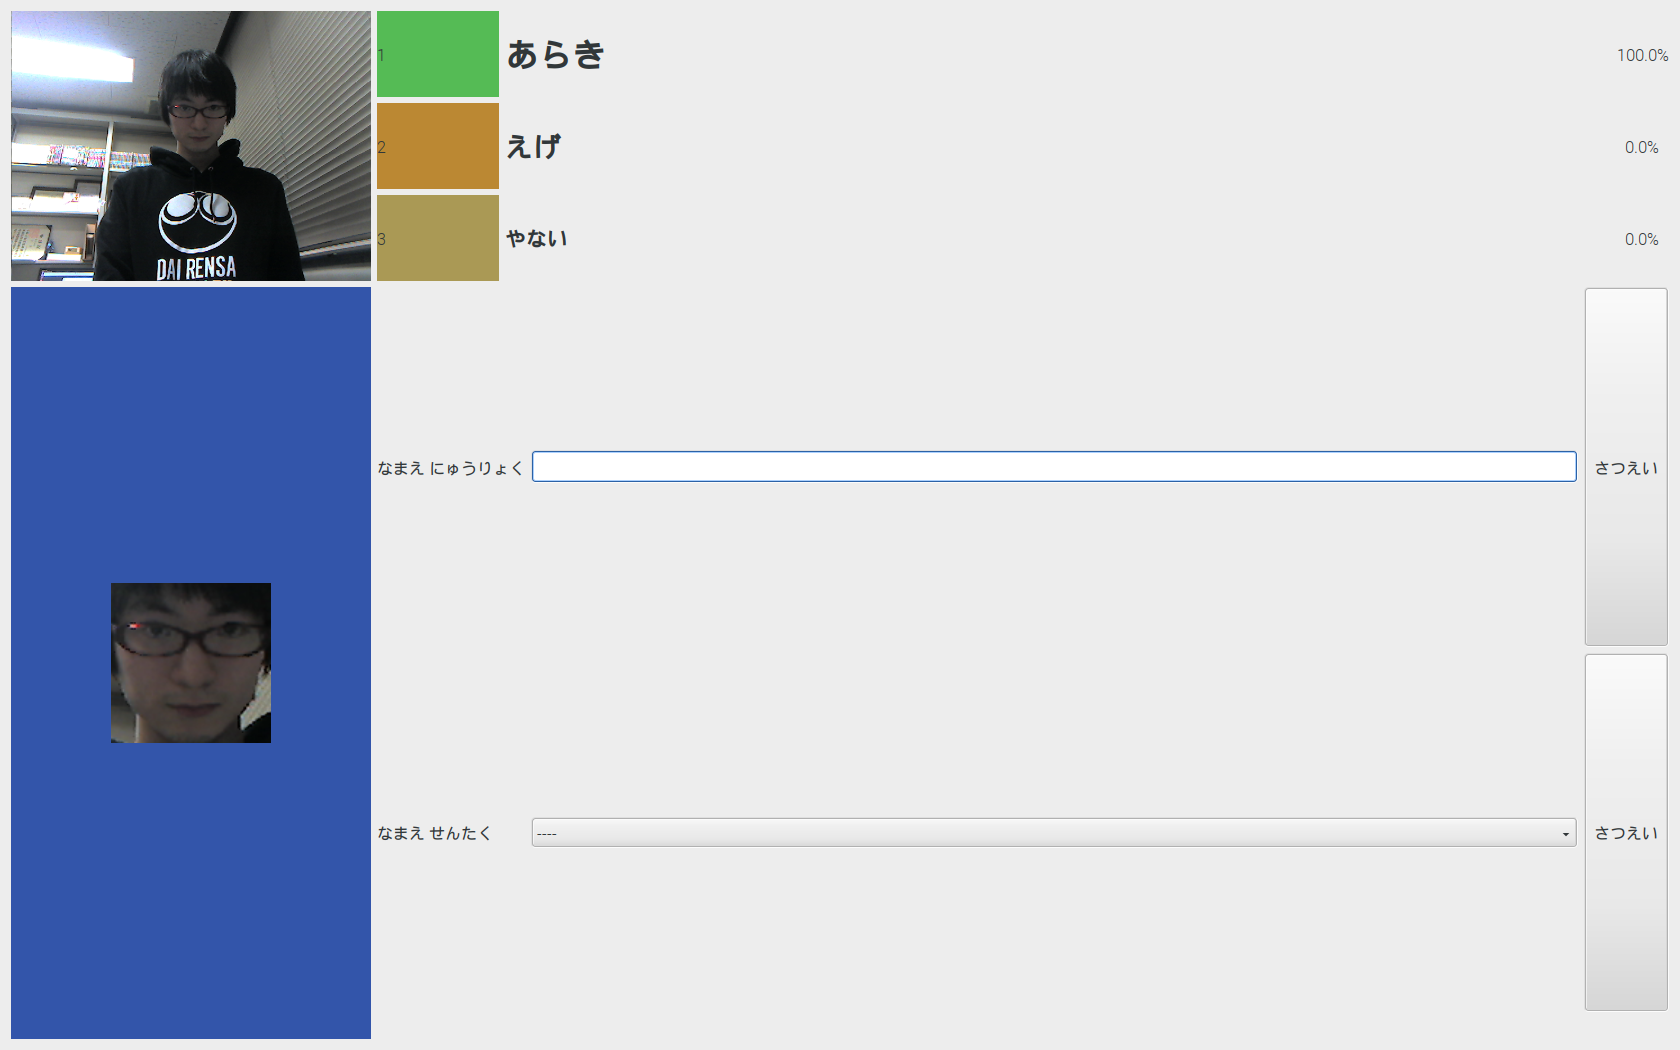 DAI RENSA
1 あらき 100.0%
2 えげ 0.0%
3 やない 0.0%
なまえ にゅうりょく さつえい
なまえ せんたく ---- さつえい